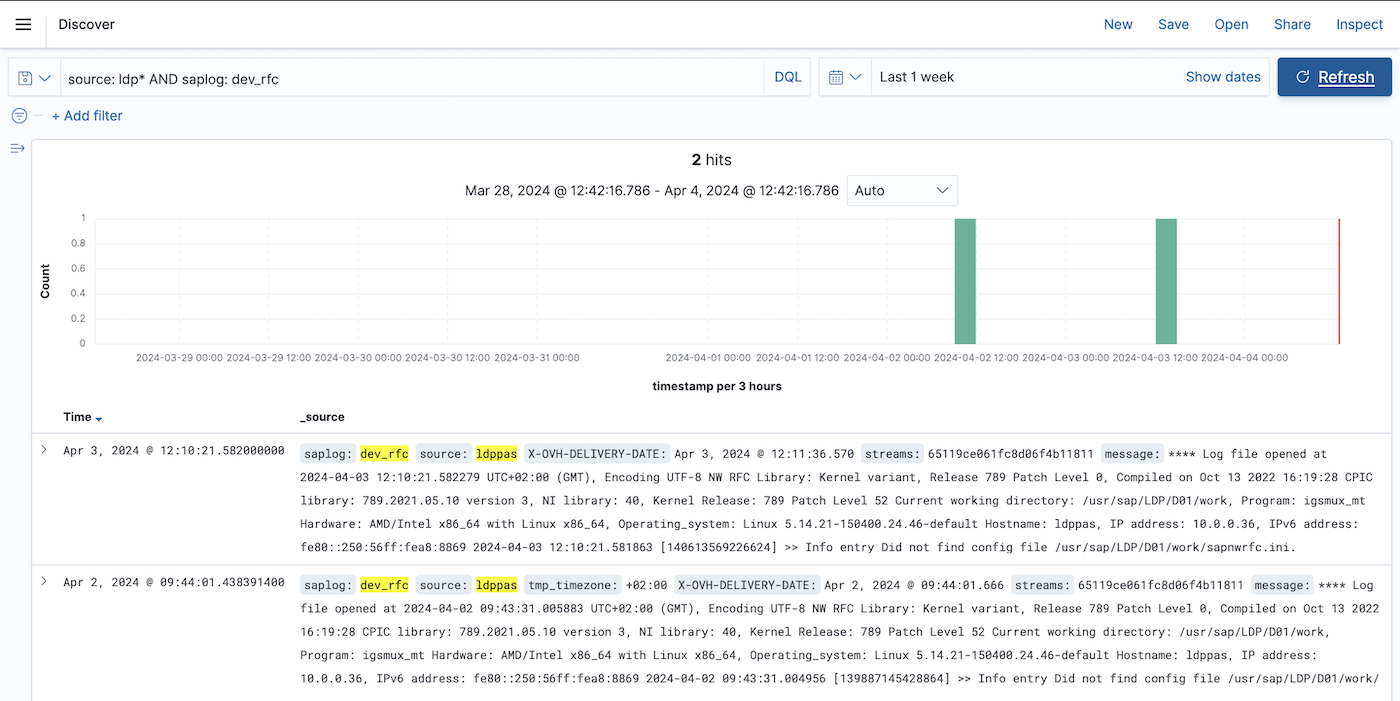 Discover New Save Open Share Inspect
source: ldp* AND saplog: dev_rfc DQL Last 1 week Show dates Refresh
+ Add filter
2 hits
Mar 28, 2024 @ 12:42:16.786 - Apr 4, 2024 @ 12:42:16.786 Auto
1
0.8
0.6
0.4
0.2
0
Count
2024-03-29 00:00 2024-03-29 12:00 2024-03-30 00:00 2024-03-30 12:00 2024-03-31 00:00 2024-04-01 00:00 2024-04-01 12:00 2024-04-02 00:00 2024-04-02 12:00 2024-04-03 00:00 2024-04-03 12:00 2024-04-04 00:00
timestamp per 3 hours
Time _source
Apr 3, 2024 @ 12:10:21.582000000 saplog: dev_rfc source: ldppas X-OVH-DELIVERY-DATE: Apr 3, 2024 @ 12:11:36.570 streams: 65119ce061fc8d06f4b11811 message: **** Log file opened at
2024-04-03 12:10:21.582279 UTC+02:00 (GMT), Encoding UTF-8 NW RFC Library: Kernel variant, Release 789 Patch Level 0, Compiled on Oct 13 2022 16:19:28 CPIC
library: 789.2021.05.10 version 3, NI library: 40, Kernel Release: 789 Patch Level 52 Current working directory: /usr/sap/LDP/D01/work, Program: igsmux_mt
Hardware: AMD/Intel x86_64 with Linux x86_64, Operating_system: Linux 5.14.21-150400.24.46-default Hostname: ldppas, IP address: 10.0.0.36, IPv6 address:
fe80::250:56ff:fea8:8869 2024-04-03 12:10:21.581863 [140613569226624] >> Info entry Did not find config file /usr/sap/LDP/D01/work/sapnwrfc.ini.
Apr 2, 2024 @ 09:44:01.438391400 saplog: dev_rfc source: ldppas tmp_timezone: +02:00 X-OVH-DELIVERY-DATE: Apr 2, 2024 @ 09:44:01.666 streams: 65119ce061fc8d06f4b11811 message: **** Log
file opened at 2024-04-02 09:43:31.005883 UTC+02:00 (GMT), Encoding UTF-8 NW RFC Library: Kernel variant, Release 789 Patch Level 0, Compiled on Oct 13 2022
16:19:28 CPIC library: 789.2021.05.10 version 3, NI library: 40, Kernel Release: 789 Patch Level 52 Current working directory: /usr/sap/LDP/D01/work,
Program: igsmux_mt Hardware: AMD/Intel x86_64 with Linux x86_64, Operating_system: Linux 5.14.21-150400.24.46-default Hostname: ldppas, IP address:
10.0.0.36, IPv6 address: fe80::250:56ff:fea8:8869 2024-04-02 09:43:31.004956 [139887145428864] >> Info entry Did not find config file /usr/sap/LDP/D01/work/